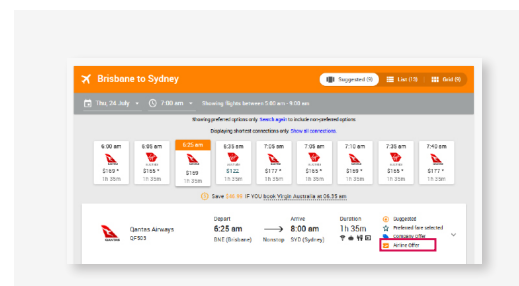 Brisbane to Sydney
Suggested (9)
List (13)
Grid (9)
Thu, 26 July
7:00 am
Showing flights between 5:00 am - 9:00 am
Showing preferred options only. Search again to include non-preferred options
Displaying shortest connections only. Show all connections.
6:00 am 6:05 am 6:25 am 6:35 am 7:05 am 7:05 am 7:10 am 7:35 am 7:40 am
$169 * $165 * $169 $122 $177 * $165 * $169 * $165 * $177 *
1h 35m 1h 35m 1h 35m 1h 35m 1h 35m 1h 35m 1h 35m 1h 35m 1h 35m
Save IF YOU book Virgin Australia at 06:35 am
Depart Arrive Duration Suggested
Qantas Airways 6:25 am 8:00 am 1h 35m Preferred fare selected
QF505 BNE (Brisbane) Nonstop SYD (Sydney) Company Offer
Airline Offer